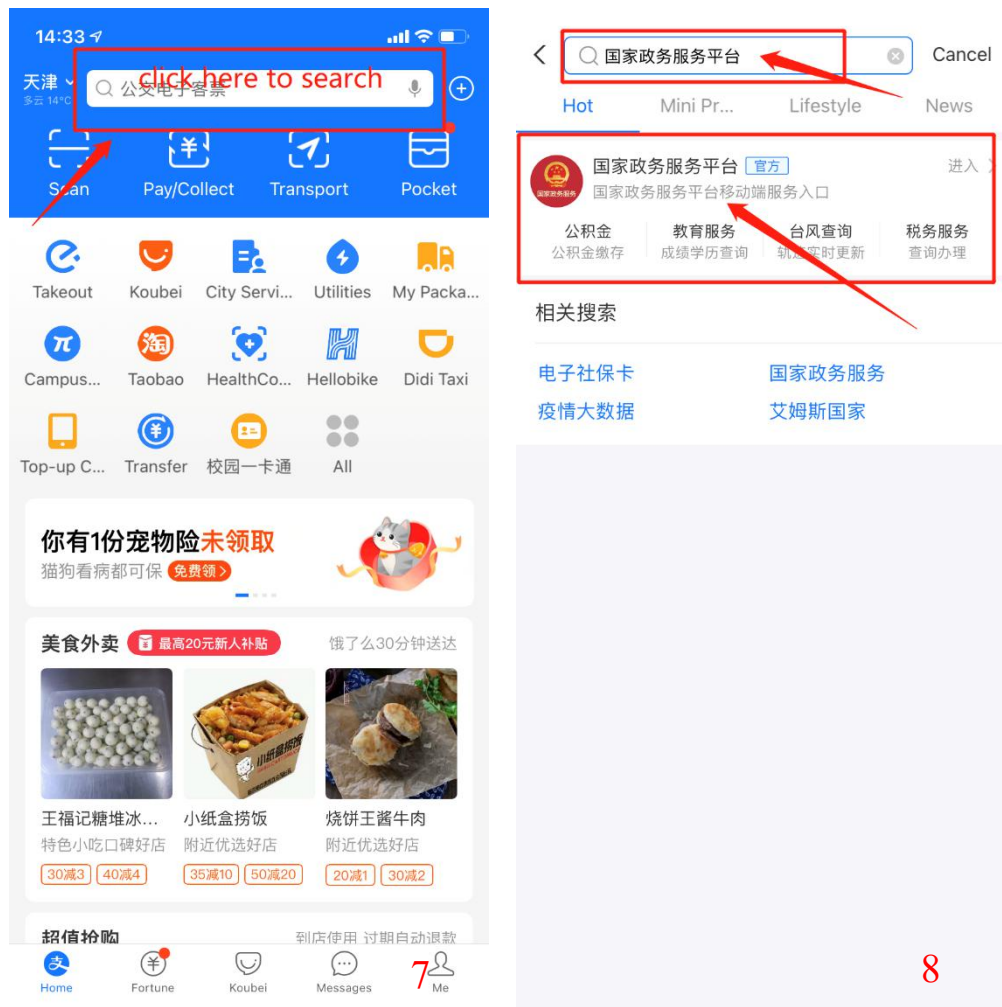 14:33
天津
多云 14°C
公交电子客票
click here to search
Scan Pay/Collect Transport Pocket
Takeout Koubei City Servi... Utilities My Packa...
Campus... Taobao HealthCo... Hellobike Didi Taxi
Top-up C... Transfer 校园一卡通 All
你有1份宠物险未领取
猫狗看病都可保 免费领>
美食外卖 最高20元新人补贴 饿了么30分钟送达
小纸盒捞饭
王福记糖堆冰... 小纸盒捞饭 烧饼王酱牛肉
特色小吃口碑好店 附近优选好店 附近优选好店
30减3 40减4 35减10 50减20 20减1 30减2
超值抢购 到店使用 过期自动退款
Home Fortune Koubei Messages Me
7
国家政务服务平台 Cancel
Hot Mini Pr... Lifestyle News
国家政务服务平台 官方 进入
国家政务服务平台移动端服务入口
国家政务服务
公积金 教育服务 台风查询 税务服务
公积金缴存 成绩学历查询 轨迹实时更新 查询办理
相关搜索
电子社保卡 国家政务服务
疫情大数据 艾姆斯国家
8